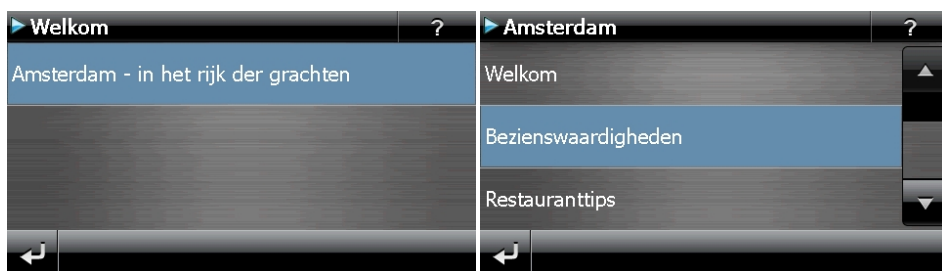 Welkom
?
Amsterdam - in het rijk der grachten
Amsterdam
?
Welkom
Bezienswaardigheden
Restauranttips